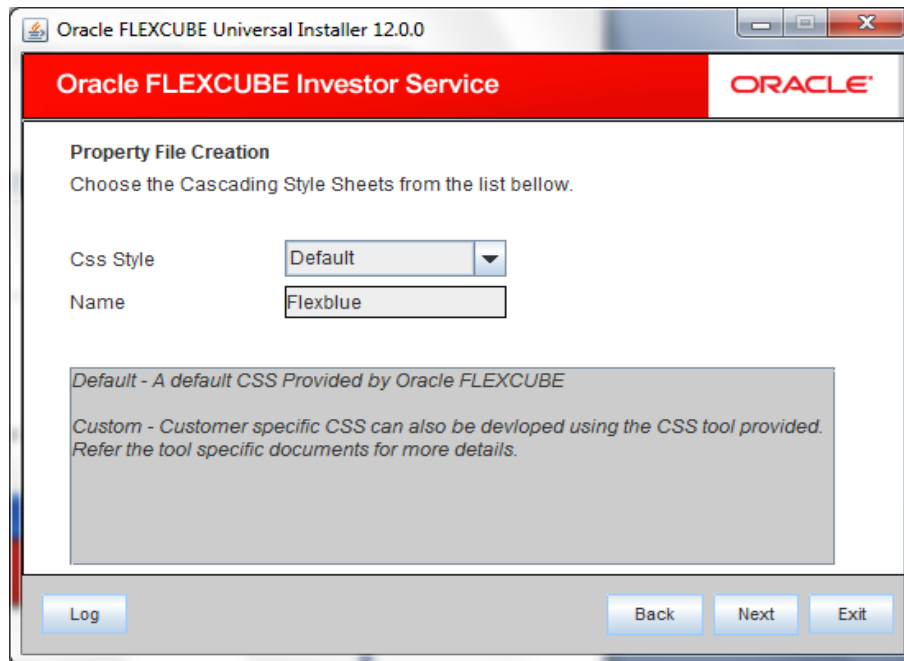 Oracle FLEXCUBE Universal Installer 12.0.0
Oracle FLEXCUBE Investor Service
ORACLE
Property File Creation
Choose the Cascading Style Sheets from the list bellow.
Css Style
Default
Name
Flexblue
Default - A default CSS Provided by Oracle FLEXCUBE
Custom - Customer specific CSS can also be devloped using the CSS tool provided.
Refer the tool specific documents for more details.
Log
Back
Next
Exit